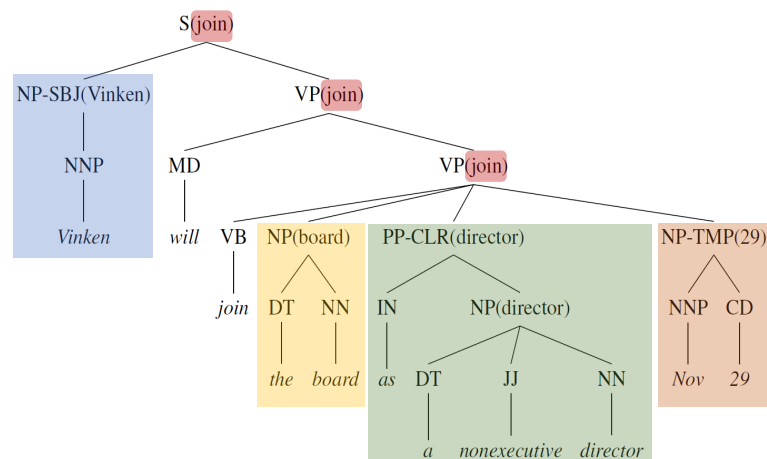 S(join)
NP-SBJ(Vinken) VP(join)
NNP MD VP(join)
Vinken will VB NP(board) PP-CLR(director) NP-TMP(29)
join DT NN IN NP(director) NNP CD
the board as DT JJ NN Nov 29
a nonexecutive director